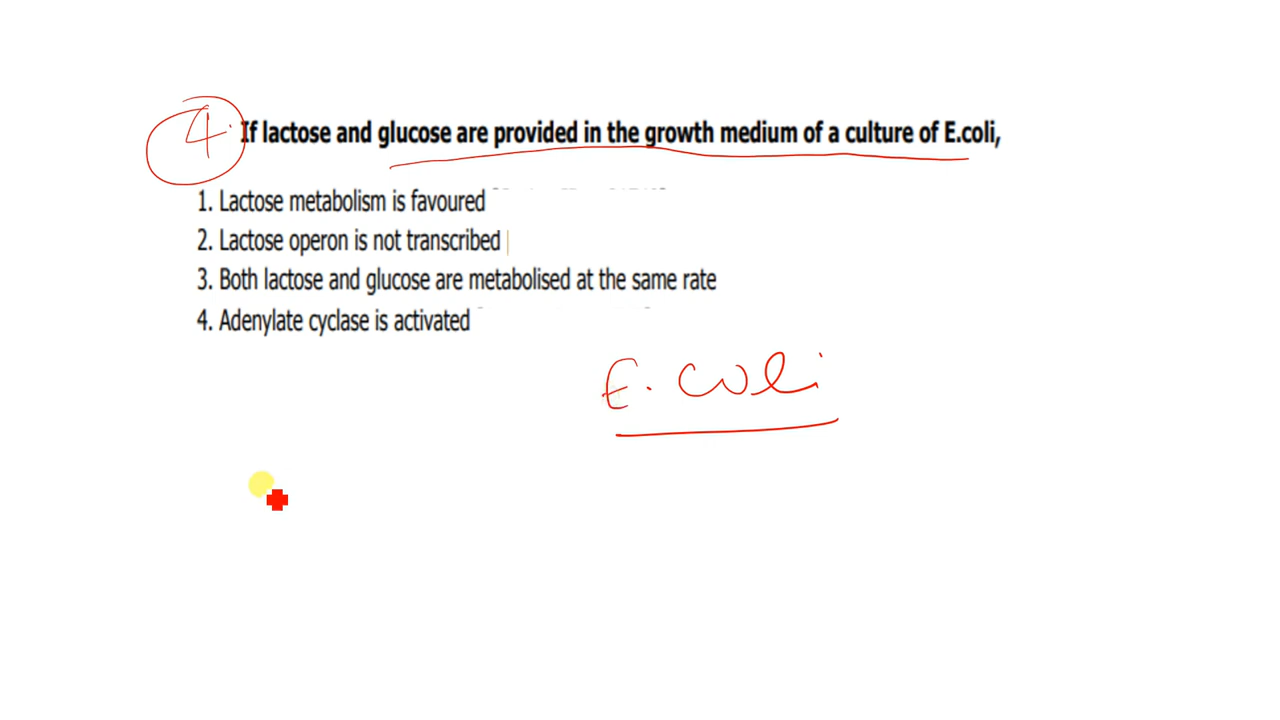 4. If lactose and glucose are provided in the growth medium of a culture of E.coli,
1. Lactose metabolism is favoured
2. Lactose operon is not transcribed
3. Both lactose and glucose are metabolised at the same rate
4. Adenylate cyclase is activated
E. coli